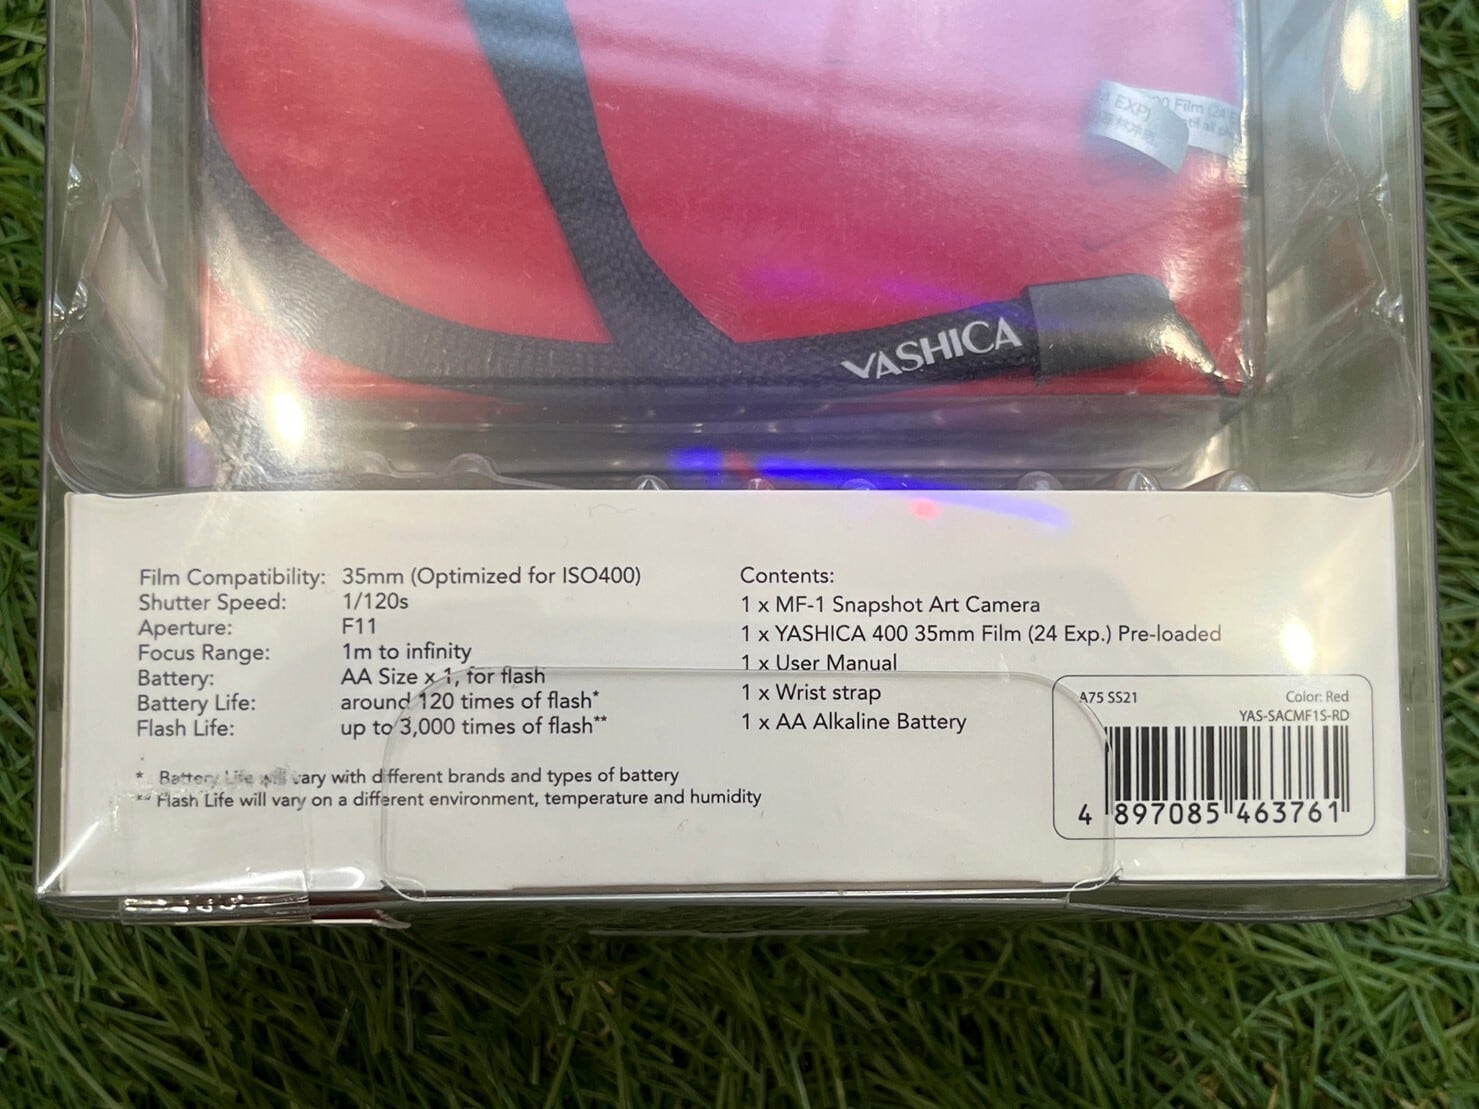 EXP)
Film (24 E
YASHICA
Film Compatibility: 35mm (Optimized for ISO400)
Shutter Speed: 1/120s
Aperture: F11
Focus Range: 1m to infinity
Battery: AA Size x 1, for flash
Battery Life: around 120 times of flash*
Flash Life: up to 3,000 times of flash**
* Battery Life will vary with different brands and types of battery
** Flash Life will vary on a different environment, temperature and humidity
Contents:
1 x MF-1 Snapshot Art Camera
1 x YASHICA 400 35mm Film (24 Exp.) Pre-loaded
1 x User Manual
1 x Wrist strap
1 x AA Alkaline Battery
A75 SS21 Color: Red
YAS-SACMF1S-RD
4 897085 463761